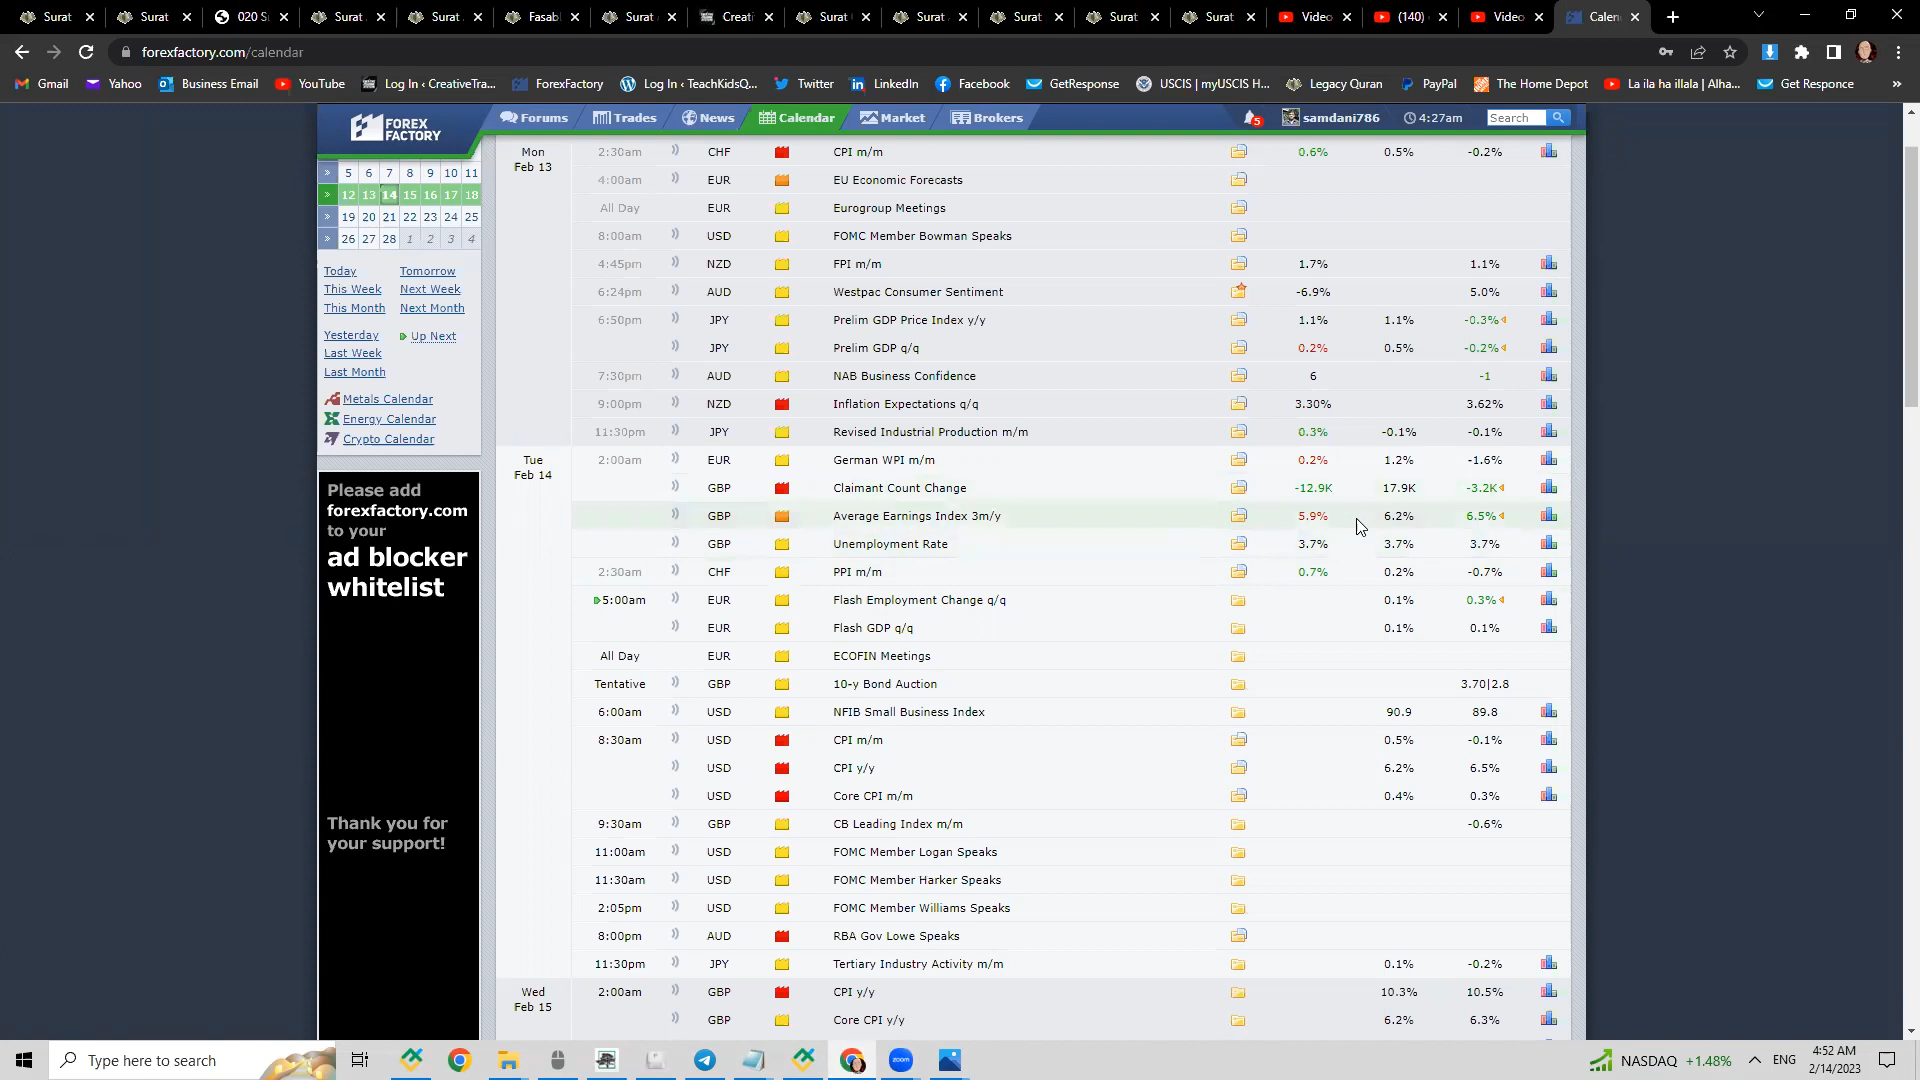 Surat
Surat
020 S
Surat
Surat
Fasabl
Surat
Creati
Surat
Surat
Surat
Surat
Surat
Video
(140)
Video
Calen
forexfactory.com/calendar
Gmail
Yahoo
Business Email
YouTube
Log In ‹ CreativeTra...
ForexFactory
Log In ‹ TeachKidsQ...
Twitter
LinkedIn
Facebook
GetResponse
USCIS | myUSCIS H...
Legacy Quran
PayPal
The Home Depot
La ila ha illala | Alha...
Get Responce
»
FOREX FACTORY
Forums
Trades
News
Calendar
Market
Brokers
5
samdani786
4:27am
Search
» 5 6 7 8 9 10 11
» 12 13 14 15 16 17 18
» 19 20 21 22 23 24 25
» 26 27 28 1 2 3 4
Today Tomorrow
This Week Next Week
This Month Next Month
Yesterday Up Next
Last Week
Last Month
Metals Calendar
Energy Calendar
Crypto Calendar
Please add
forexfactory.com
to your
ad blocker
whitelist
Thank you for
your support!
Mon 2:30am CHF CPI m/m 0.6% 0.5% -0.2%
Feb 13
4:00am EUR EU Economic Forecasts
All Day EUR Eurogroup Meetings
8:00am USD FOMC Member Bowman Speaks
4:45pm NZD FPI m/m 1.7% 1.1%
6:24pm AUD Westpac Consumer Sentiment -6.9% 5.0%
6:50pm JPY Prelim GDP Price Index y/y 1.1% 1.1% -0.3%
JPY Prelim GDP q/q 0.2% 0.5% -0.2%
7:30pm AUD NAB Business Confidence 6 -1
9:00pm NZD Inflation Expectations q/q 3.30% 3.62%
11:30pm JPY Revised Industrial Production m/m 0.3% -0.1% -0.1%
Tue 2:00am EUR German WPI m/m 0.2% 1.2% -1.6%
Feb 14
GBP Claimant Count Change -12.9K 17.9K -3.2K
GBP Average Earnings Index 3m/y 5.9% 6.2% 6.5%
GBP Unemployment Rate 3.7% 3.7% 3.7%
2:30am CHF PPI m/m 0.7% 0.2% -0.7%
5:00am EUR Flash Employment Change q/q 0.1% 0.3%
EUR Flash GDP q/q 0.1% 0.1%
All Day EUR ECOFIN Meetings
Tentative GBP 10-y Bond Auction 3.70|2.8
6:00am USD NFIB Small Business Index 90.9 89.8
8:30am USD CPI m/m 0.5% -0.1%
USD CPI y/y 6.2% 6.5%
USD Core CPI m/m 0.4% 0.3%
9:30am GBP CB Leading Index m/m -0.6%
11:00am USD FOMC Member Logan Speaks
11:30am USD FOMC Member Harker Speaks
2:05pm USD FOMC Member Williams Speaks
8:00pm AUD RBA Gov Lowe Speaks
11:30pm JPY Tertiary Industry Activity m/m 0.1% -0.2%
Wed 2:00am GBP CPI y/y 10.3% 10.5%
Feb 15
GBP Core CPI y/y 6.2% 6.3%
Type here to search
zoom
NASDAQ +1.48%
ENG
4:52 AM
2/14/2023